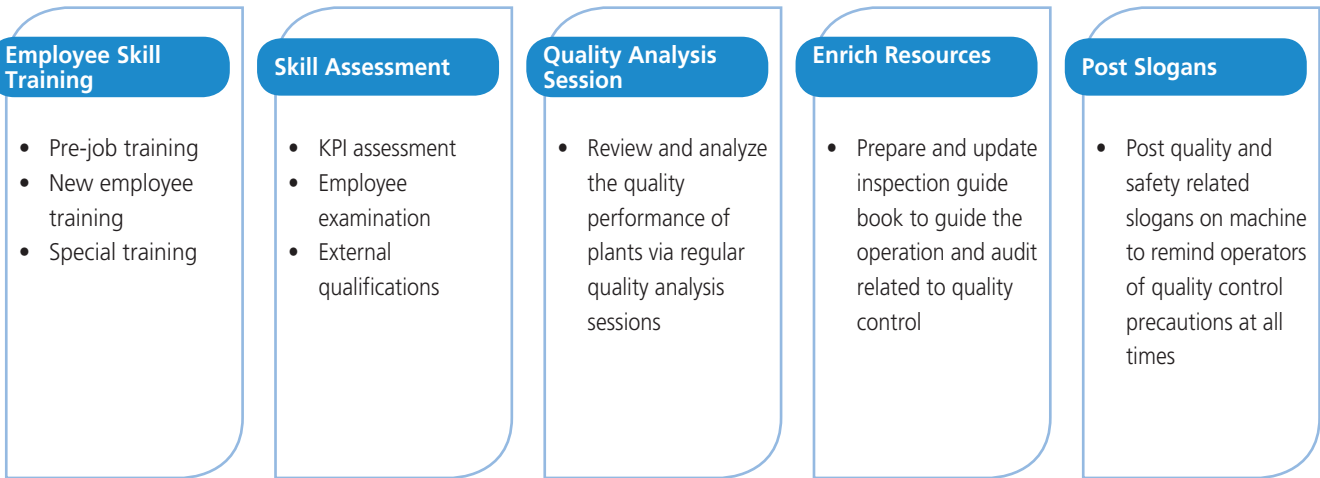 Employee Skill
Training
• Pre-job training
• New employee
training
• Special training
Skill Assessment
• KPI assessment
• Employee
examination
• External
qualifications
Quality Analysis
Session
• Review and analyze
the quality
performance of
plants via regular
quality analysis
sessions
Enrich Resources
• Prepare and update
inspection guide
book to guide the
operation and audit
related to quality
control
Post Slogans
• Post quality and
safety related
slogans on machine
to remind operators
of quality control
precautions at all
times